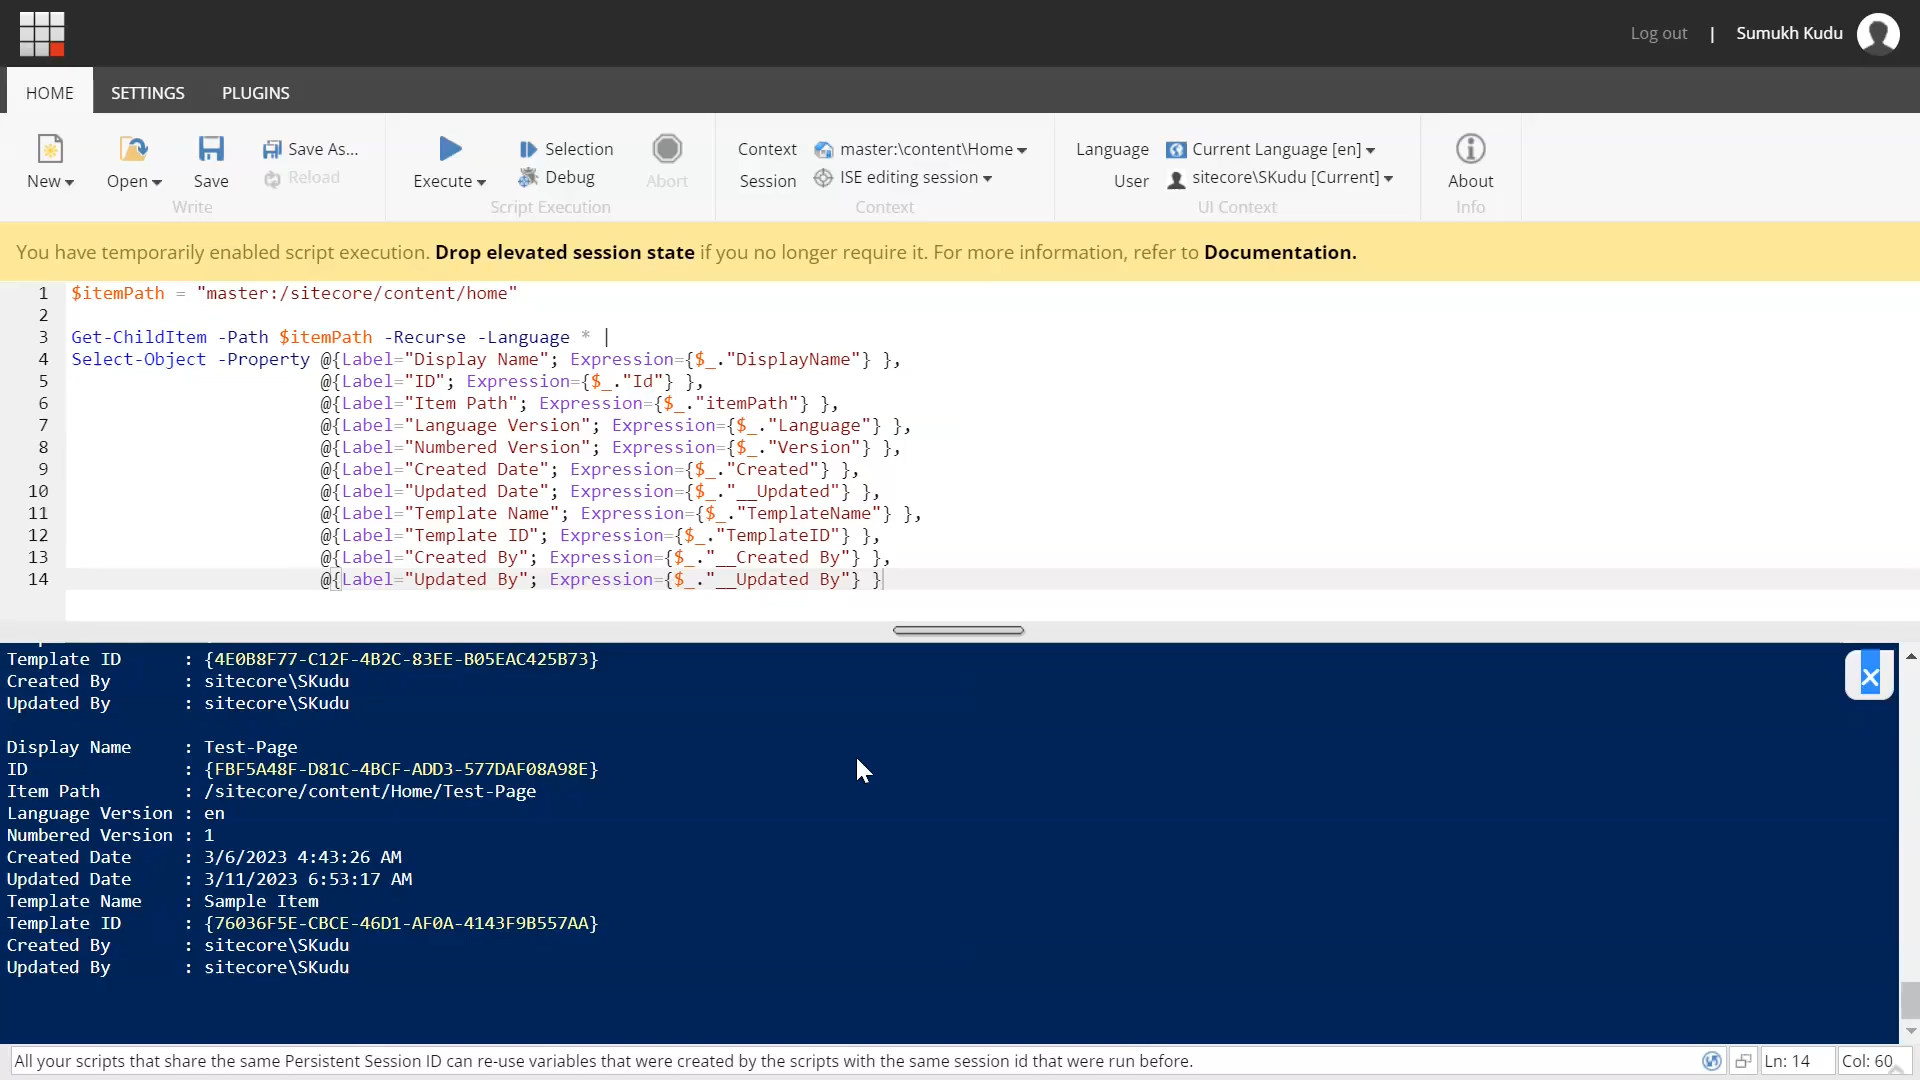 Log out | Sumukh Kudu
HOME SETTINGS PLUGINS
New Open Save Save As... Reload
Write
Execute Selection Debug Abort
Script Execution
Context master:\content\Home
Session ISE editing session
Context
Language Current Language [en]
User sitecore\SKudu [Current]
UI Context
About
Info
You have temporarily enabled script execution. Drop elevated session state if you no longer require it. For more information, refer to Documentation.
1 $itemPath = "master:/sitecore/content/home"
2
3 Get-ChildItem -Path $itemPath -Recurse -Language * |
4 Select-Object -Property @{Label="Display Name"; Expression={$_."DisplayName"} },
5 @{Label="ID"; Expression={$_."Id"} },
6 @{Label="Item Path"; Expression={$_."itemPath"} },
7 @{Label="Language Version"; Expression={$_."Language"} },
8 @{Label="Numbered Version"; Expression={$_."Version"} },
9 @{Label="Created Date"; Expression={$_."Created"} },
10 @{Label="Updated Date"; Expression={$_."__Updated"} },
11 @{Label="Template Name"; Expression={$_."TemplateName"} },
12 @{Label="Template ID"; Expression={$_."TemplateID"} },
13 @{Label="Created By"; Expression={$_."__Created By"} },
14 @{Label="Updated By"; Expression={$_."__Updated By"} }
Template ID : {4E0B8F77-C12F-4B2C-83EE-B05EAC425B73}
Created By : sitecore\SKudu
Updated By : sitecore\SKudu
Display Name : Test-Page
ID : {FBF5A48F-D81C-4BCF-ADD3-577DAF08A98E}
Item Path : /sitecore/content/Home/Test-Page
Language Version : en
Numbered Version : 1
Created Date : 3/6/2023 4:43:26 AM
Updated Date : 3/11/2023 6:53:17 AM
Template Name : Sample Item
Template ID : {76036F5E-CBCE-46D1-AF0A-4143F9B557AA}
Created By : sitecore\SKudu
Updated By : sitecore\SKudu
All your scripts that share the same Persistent Session ID can re-use variables that were created by the scripts with the same session id that were run before. Ln: 14 Col: 60